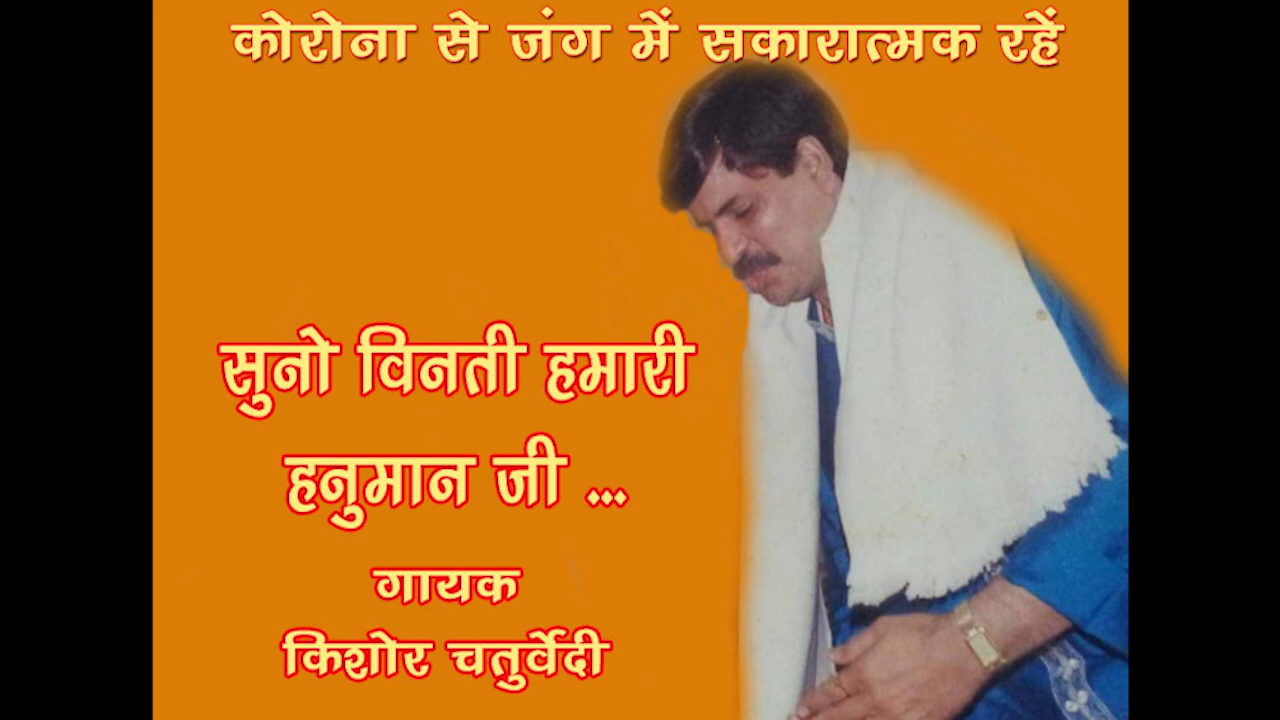 कोरोना से जंग में सकारात्मक रहें
सुनो विनती हमारी
हनुमान जी ...
गायक
किशोर चतुर्वेदी